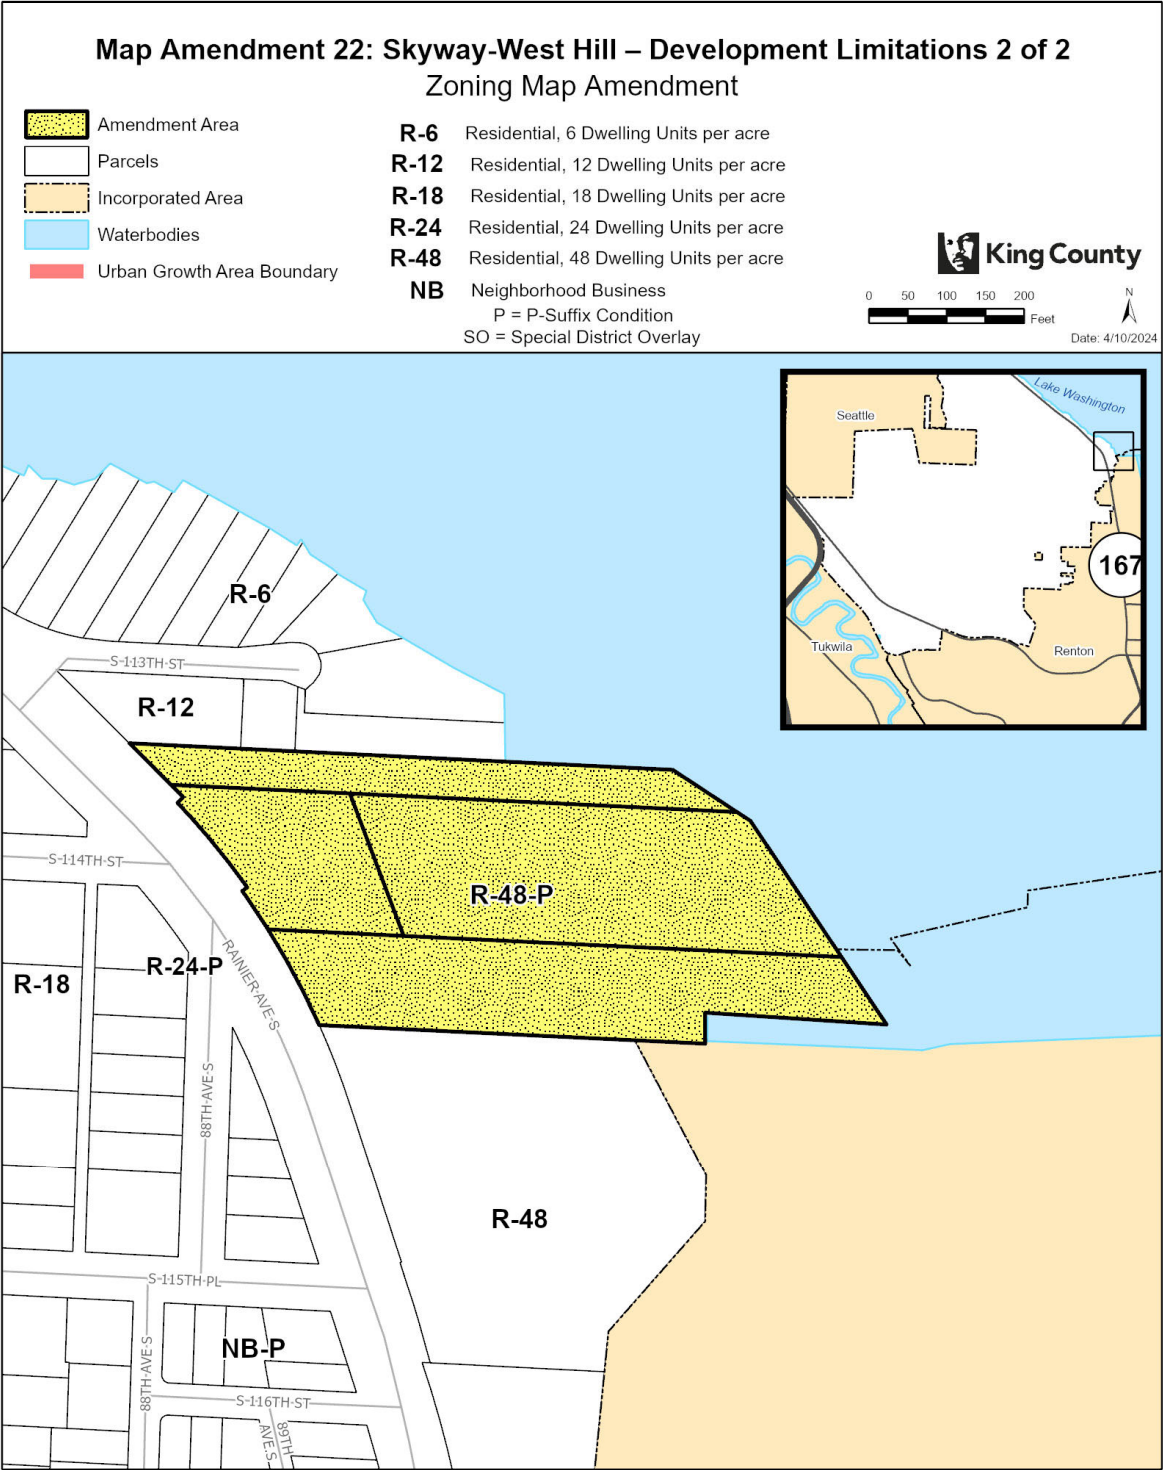 Map Amendment 22: Skyway-West Hill – Development Limitations 2 of 2
Zoning Map Amendment
Amendment Area
Parcels
Incorporated Area
Waterbodies
Urban Growth Area Boundary
R-6 Residential, 6 Dwelling Units per acre
R-12 Residential, 12 Dwelling Units per acre
R-18 Residential, 18 Dwelling Units per acre
R-24 Residential, 24 Dwelling Units per acre
R-48 Residential, 48 Dwelling Units per acre
NB Neighborhood Business
P = P-Suffix Condition
SO = Special District Overlay
King County
0 50 100 150 200
Feet
N
Date: 4/10/2024
Lake Washington
Seattle
167
Tukwila
Renton
R-6
S-113TH-ST
R-12
S-114TH-ST
R-48-P
R-24-P
RAINIER-AVE-S
R-18
88TH-AVE-S
R-48
S-115TH-PL
NB-P
88TH-AVE-S
S-116TH-ST
89TH
AVE-S